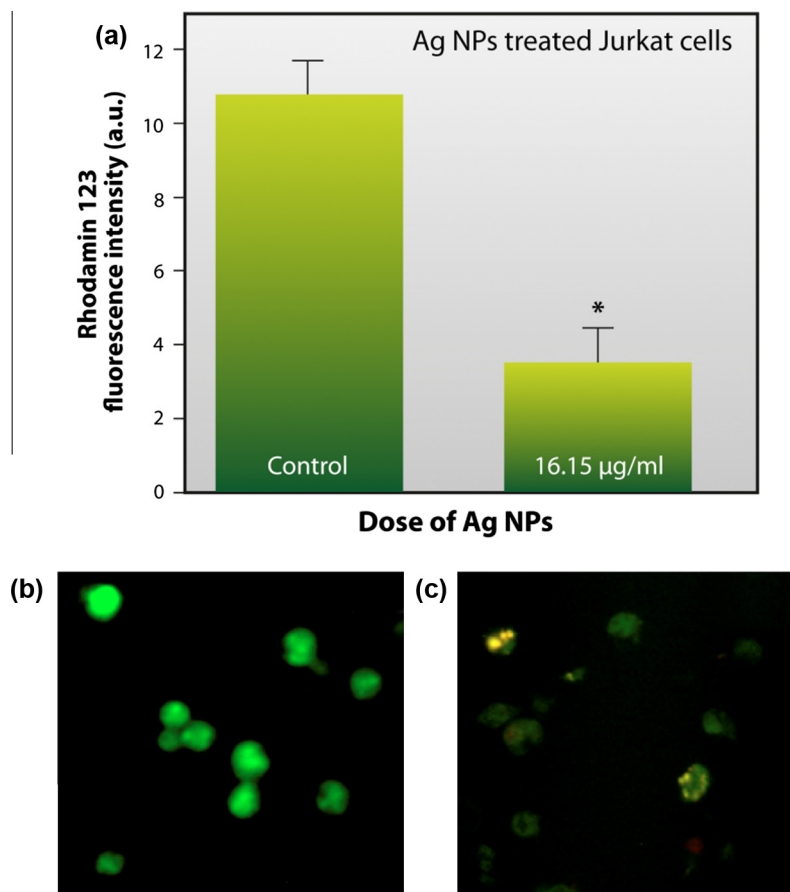 (a)
Ag NPs treated Jurkat cells
Rhodamin 123
fluorescence intensity (a.u.)
12
10
8
6
4
2
0
*
Control
16.15 µg/ml
Dose of Ag NPs
(b)
(c)